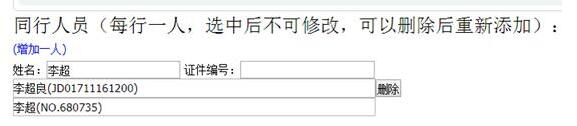 同行人员（每行一人，选中后不可修改，可以删除后重新添加）：
(增加一人)
姓名：李超 证件编号：
李超良(JD01711161200) 删除
李超(NO.680735)